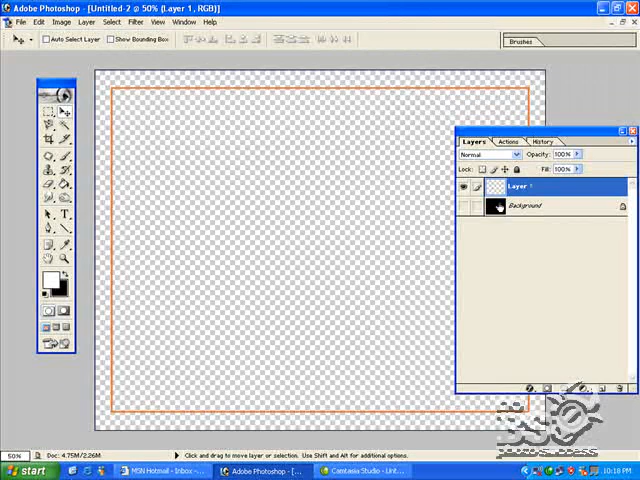 Adobe Photoshop - [Untitled-2 @ 50% (Layer 1, RGB)]
File Edit Image Layer Select Filter View Window Help
Auto Select Layer Show Bounding Box
Brushes
Layers Actions History
Normal Opacity: 100%
Lock: Fill: 100%
Layer 1
Background
50% Doc: 4.75M/2.26M Click and drag to move layer or selection. Use Shift and Alt for additional options.
start MSN Hotmail - Inbox - Adobe Photoshop - [... Camtasia Studio - Unt... 10:18 PM